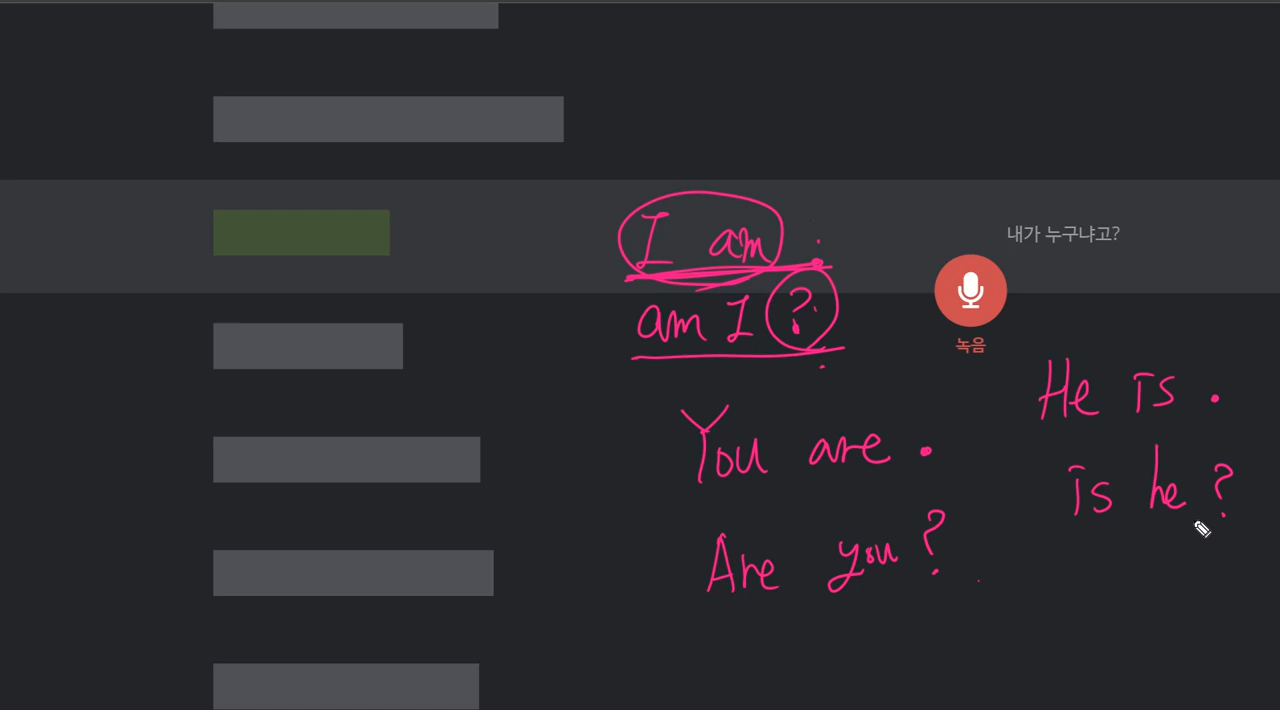 I am .
내가 누구냐고?
am I ?
녹음
He is .
You are .
is he ?
Are you ?